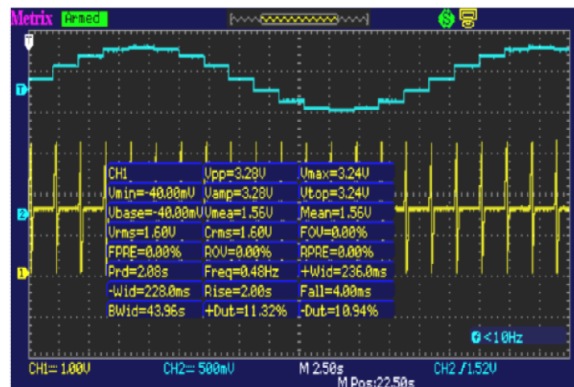 Metrix Armed S
T
T
CH1 Vpp=3.28V Vmax=3.24V
Vmin=-40.00mV Vamp=3.28V Vtop=3.24V
Vbase=-40.00mV Vmea=1.56V Mean=1.56V
2
Vrms=1.60V Crms=1.60V FOV=0.00%
FPRE=0.00% ROV=0.00% RPRE=0.00%
1
Prd=2.08s Freq=0.48Hz +Wid=236.0ms
-Wid=228.0ms Rise=2.00s Fall=4.00ms
BWid=43.96s +Dut=11.32% -Dut=10.94%
<10Hz
CH1= 1.00V CH2= 500mV M 2.50s CH2 /1.52V
M Pos:22.50s